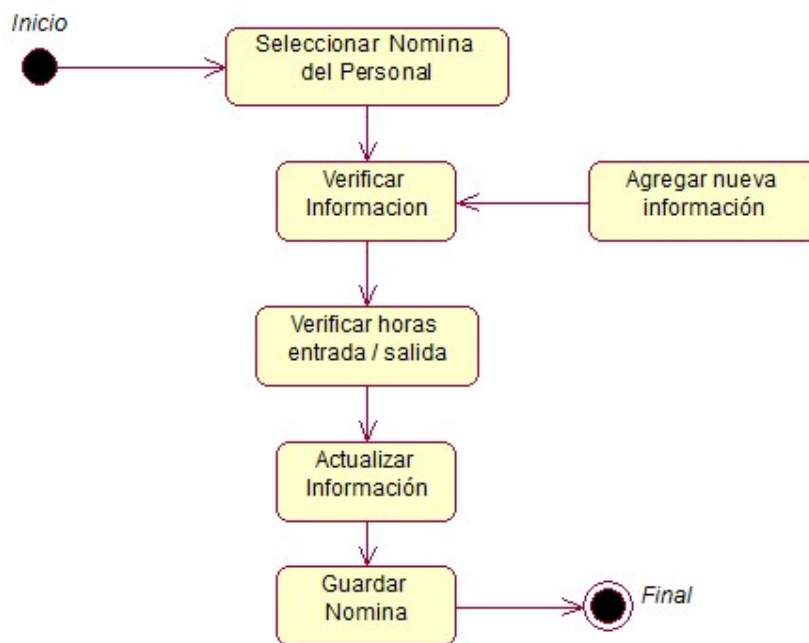 Inicio
Seleccionar Nomina
del Personal
Verificar
Informacion
Agregar nueva
información
Verificar horas
entrada / salida
Actualizar
Información
Guardar
Nomina
Final